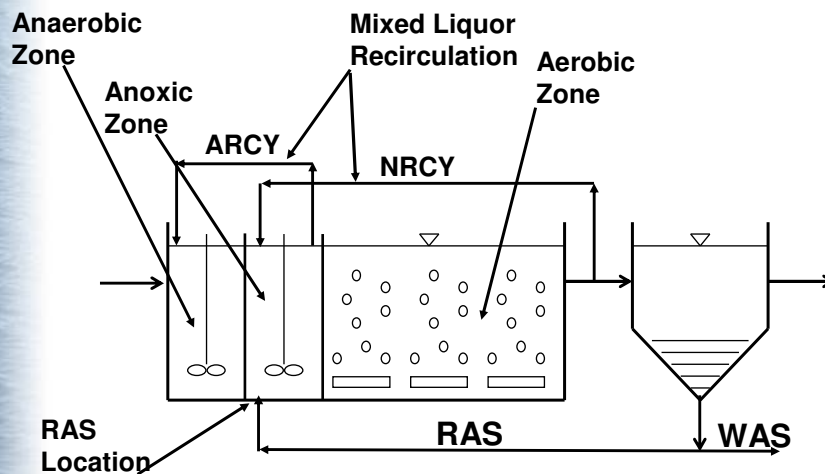 Anaerobic
Zone
Mixed Liquor
Recirculation
Aerobic
Zone
Anoxic
Zone
ARCY
NRCY
RAS
Location
RAS
WAS